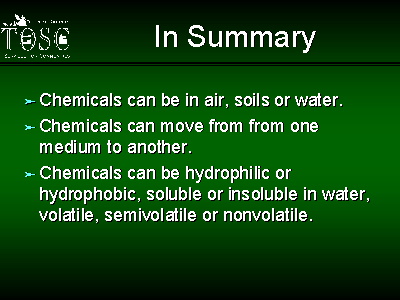 TOSC
In Summary
Chemicals can be in air, soils or water.
Chemicals can move from from one
medium to another.
Chemicals can be hydrophilic or
hydrophobic, soluble or insoluble in water,
volatile, semivolatile or nonvolatile.